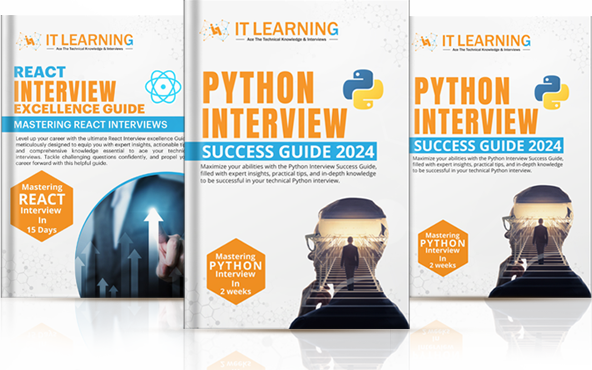 IT LEARNING
Ace The Technical Knowledge & Interviews
REACT
INTERVIEW
EXCELLENCE GUIDE
MASTERING REACT INTERVIEWS
Level up your career with the ultimate React Interview excellence Guid
meticulously designed to equip you with expert insights, actionable ti
and comprehensive knowledge essential to ace your techni
interviews. Tackle challenging questions confidently, and propel yo
career forward with this helpful guide.
Mastering
REACT
Interview
In
15 Days
IT LEARNING
Ace The Technical Knowledge & Interviews
PYTHON
INTERVIEW
SUCCESS GUIDE 2024
Maximize your abilities with the Python Interview Success Guide,
filled with expert insights, practical tips, and in-depth knowledge
to be successful in your technical Python interview.
Mastering
PYTHON
Interview
In
2 weeks
IT LEARNING
Ace The Technical Knowledge & Interviews
PYTHON
INTERVIEW
SUCCESS GUIDE 2024
Maximize your abilities with the Python Interview Success Guide,
filled with expert insights, practical tips, and in-depth knowledge
to be successful in your technical Python interview.
Mastering
PYTHON
Interview
In
2 weeks